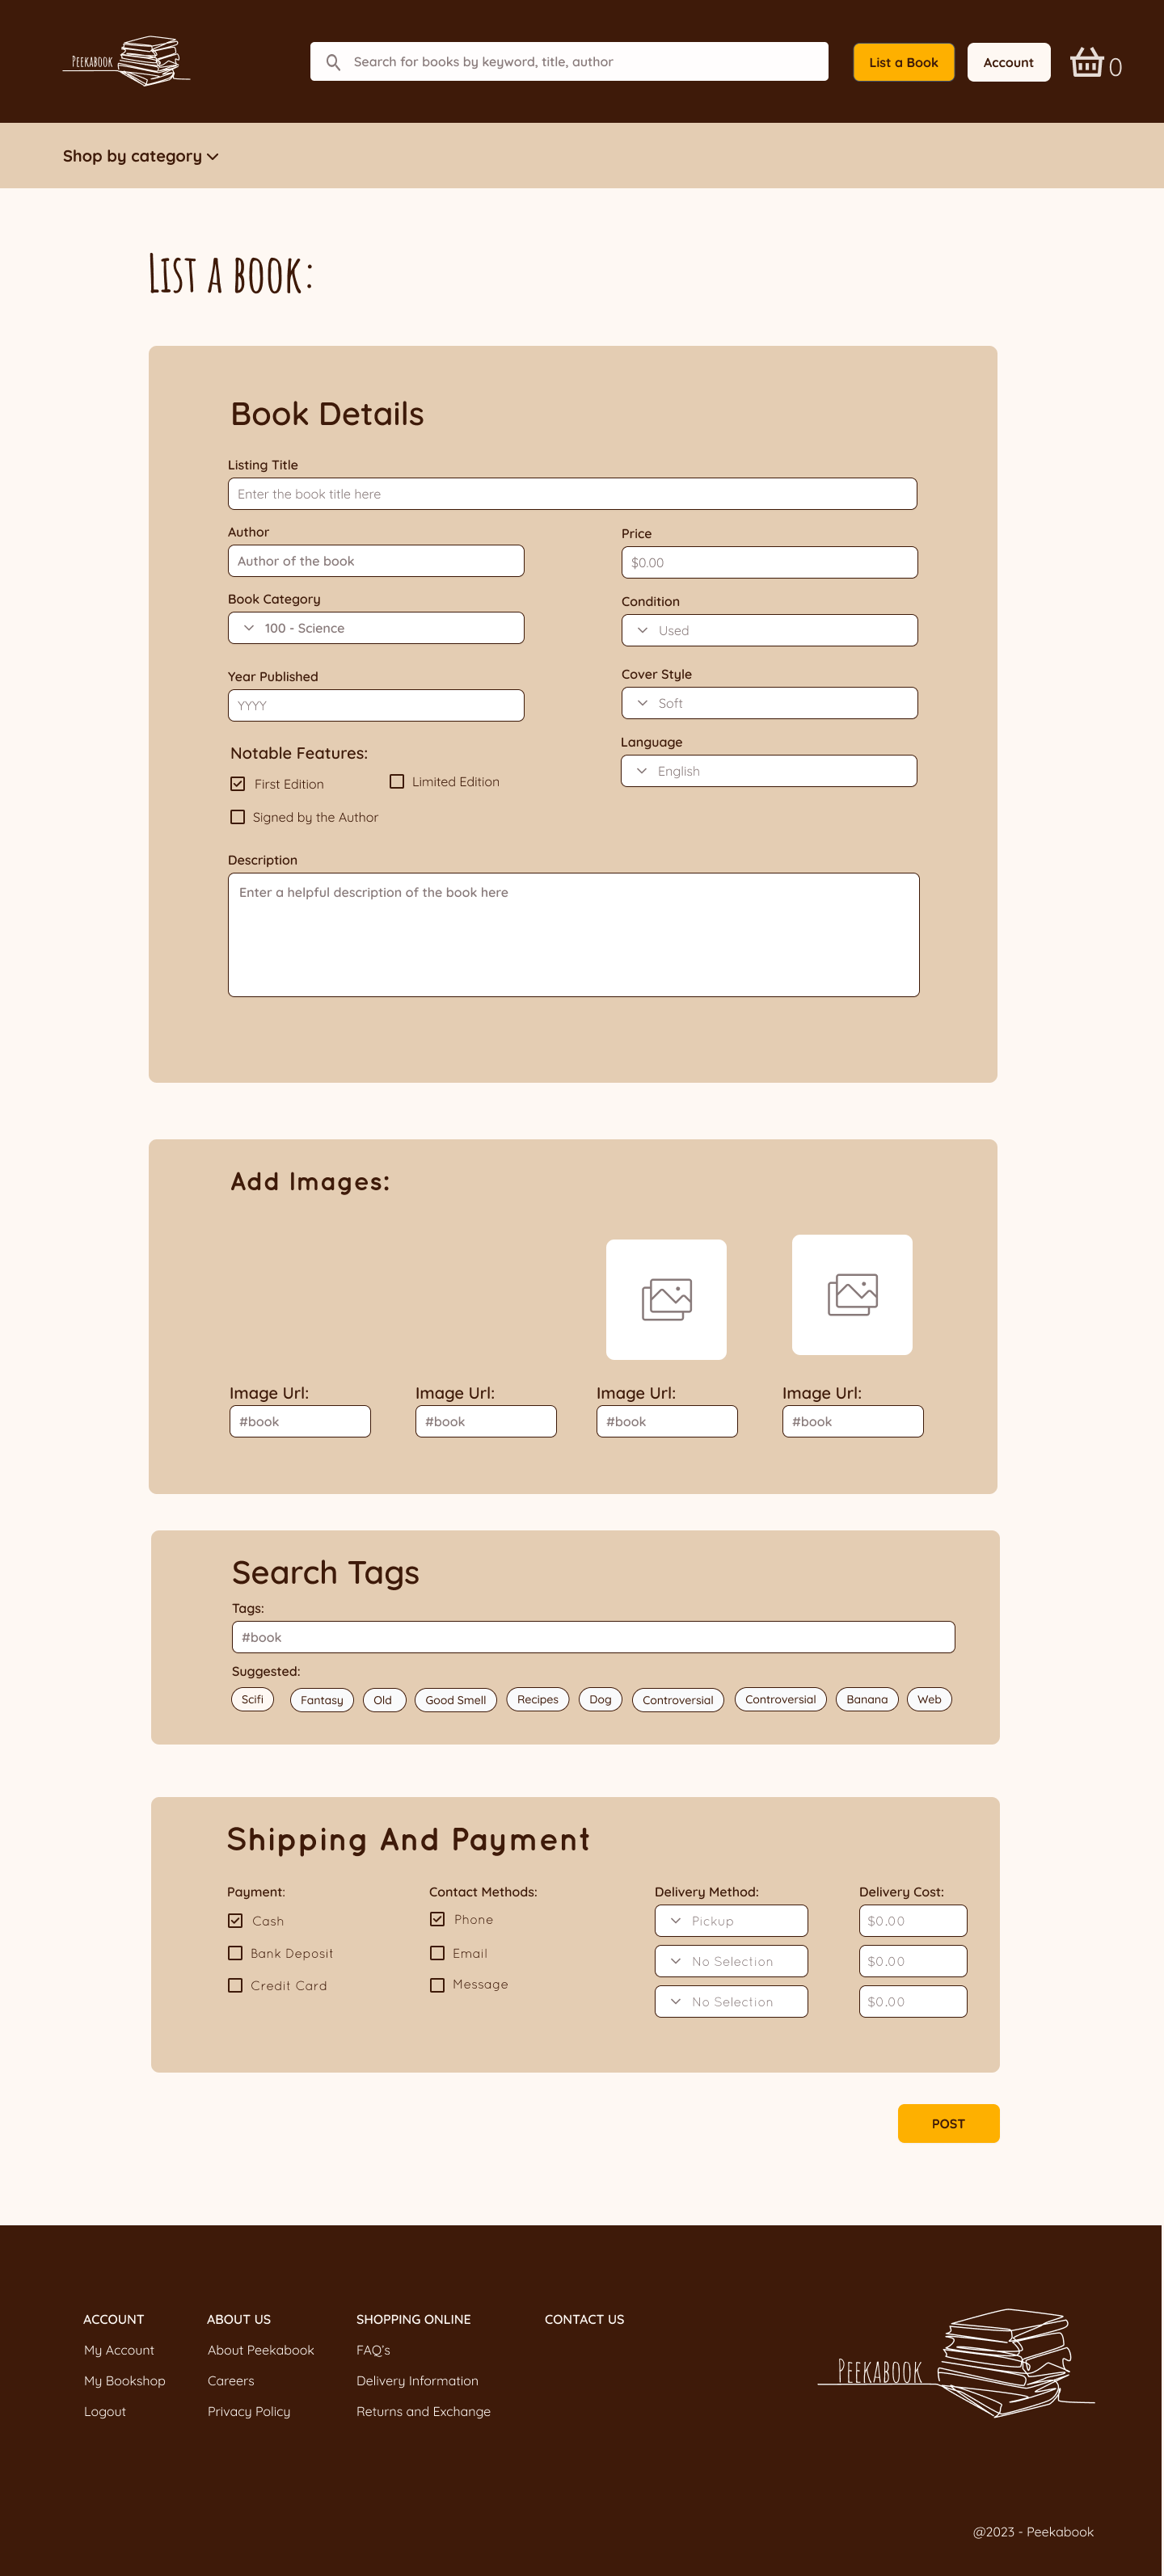 PEEKABOOK
Search for books by keyword, title, author
List a Book
Account
0
Shop by category
LIST A BOOK:
Book Details
Listing Title
Enter the book title here
Author
Price
Author of the book
$0.00
Book Category
Condition
100 - Science
Used
Year Published
Cover Style
YYYY
Soft
Notable Features:
Language
First Edition
Limited Edition
English
Signed by the Author
Description
Enter a helpful description of the book here
Add Images:
Image Url: Image Url: Image Url: Image Url:
#book #book #book #book
Search Tags
Tags:
#book
Suggested:
Scifi Fantasy Old Good Smell Recipes Dog Controversial Controversial Banana Web
Shipping And Payment
Payment: Contact Methods: Delivery Method: Delivery Cost:
Cash Phone Pickup $0.00
Bank Deposit Email No Selection $0.00
Credit Card Message No Selection $0.00
POST
ACCOUNT ABOUT US SHOPPING ONLINE CONTACT US
My Account About Peekabook FAQ's
My Bookshop Careers Delivery Information
Logout Privacy Policy Returns and Exchange
PEEKABOOK
@2023 - Peekabook